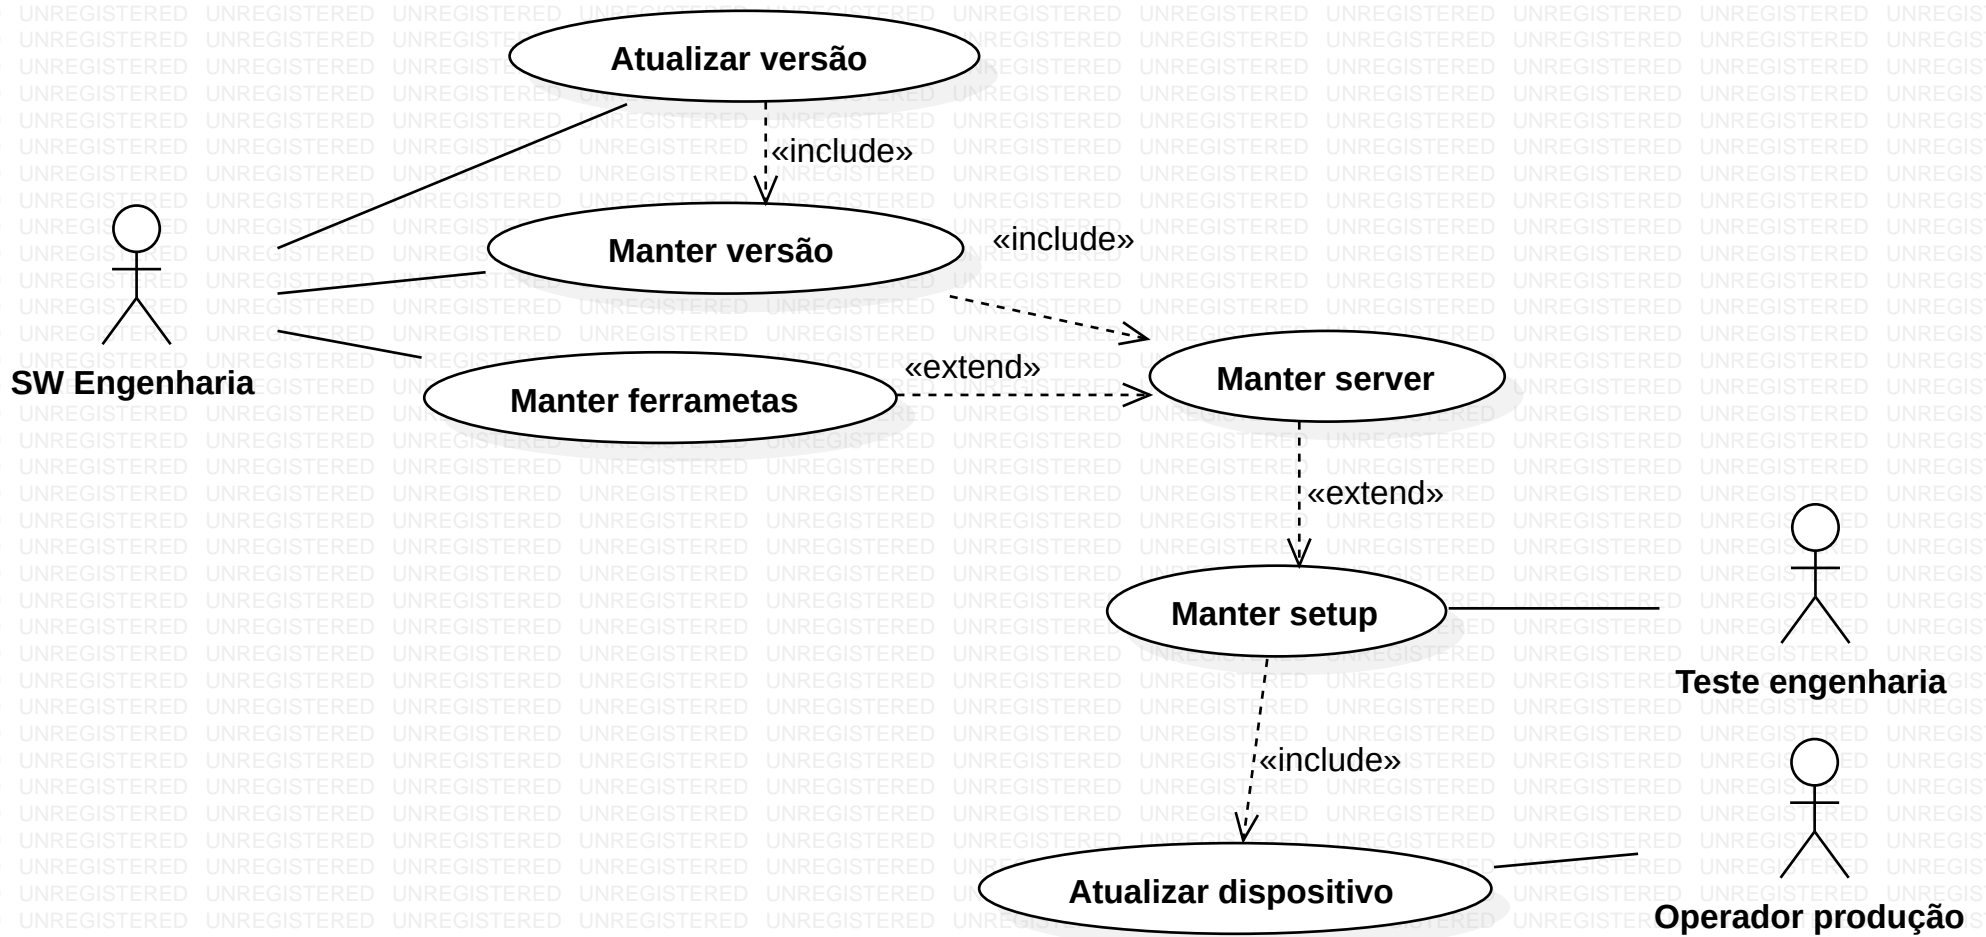 Atualizar versão
«include»
Manter versão
«include»
SW Engenharia
«extend»
Manter ferrametas
Manter server
«extend»
Manter setup
Teste engenharia
«include»
Atualizar dispositivo
Operador produção
UNREGISTERED